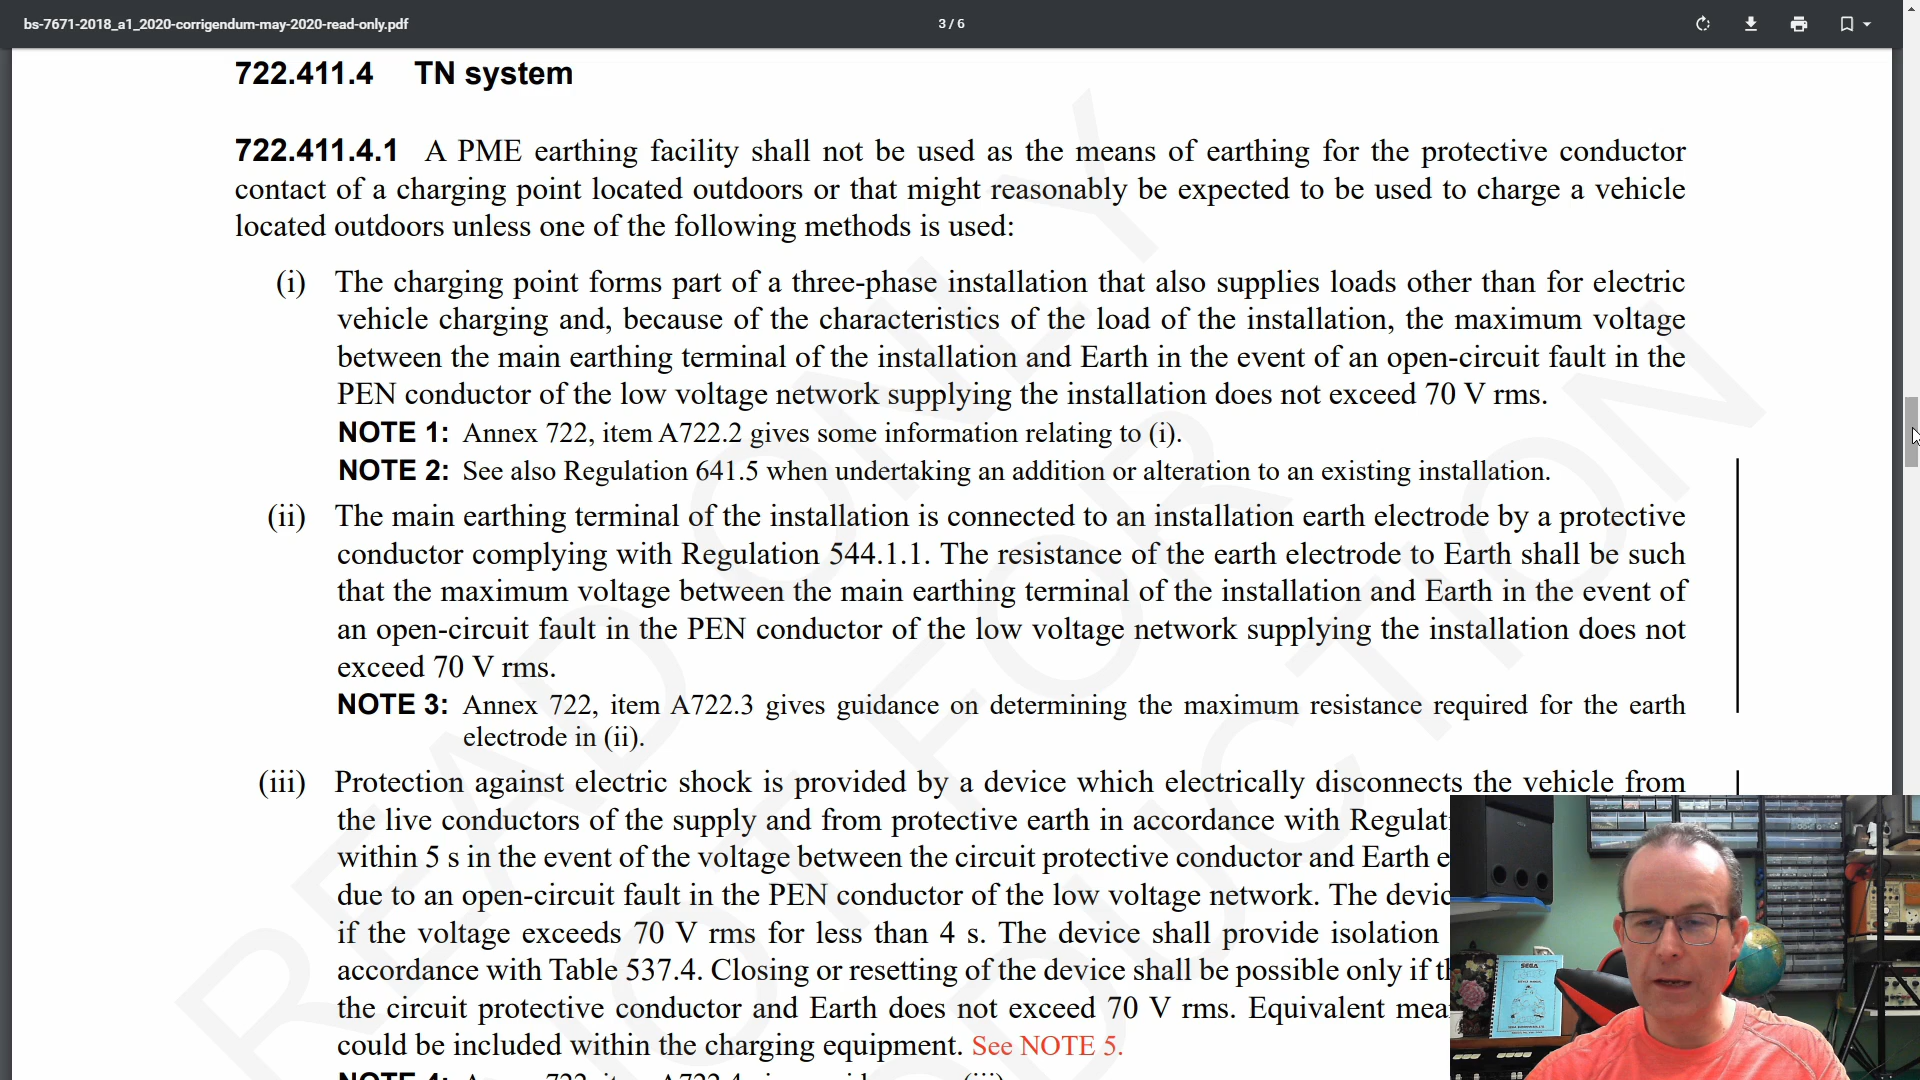 bs-7671-2018_a1_2020-corrigendum-may-2020-read-only.pdf
3 / 6
722.411.4 TN system
722.411.4.1 A PME earthing facility shall not be used as the means of earthing for the protective conductor
contact of a charging point located outdoors or that might reasonably be expected to be used to charge a vehicle
located outdoors unless one of the following methods is used:
(i) The charging point forms part of a three-phase installation that also supplies loads other than for electric
vehicle charging and, because of the characteristics of the load of the installation, the maximum voltage
between the main earthing terminal of the installation and Earth in the event of an open-circuit fault in the
PEN conductor of the low voltage network supplying the installation does not exceed 70 V rms.
NOTE 1: Annex 722, item A722.2 gives some information relating to (i).
NOTE 2: See also Regulation 641.5 when undertaking an addition or alteration to an existing installation.
(ii) The main earthing terminal of the installation is connected to an installation earth electrode by a protective
conductor complying with Regulation 544.1.1. The resistance of the earth electrode to Earth shall be such
that the maximum voltage between the main earthing terminal of the installation and Earth in the event of
an open-circuit fault in the PEN conductor of the low voltage network supplying the installation does not
exceed 70 V rms.
NOTE 3: Annex 722, item A722.3 gives guidance on determining the maximum resistance required for the earth
electrode in (ii).
(iii) Protection against electric shock is provided by a device which electrically disconnects the vehicle from
the live conductors of the supply and from protective earth in accordance with Regulati
within 5 s in the event of the voltage between the circuit protective conductor and Earth e
due to an open-circuit fault in the PEN conductor of the low voltage network. The devic
if the voltage exceeds 70 V rms for less than 4 s. The device shall provide isolation
accordance with Table 537.4. Closing or resetting of the device shall be possible only if th
the circuit protective conductor and Earth does not exceed 70 V rms. Equivalent mea
could be included within the charging equipment. See NOTE 5.
READ ONLY
NOT FOR
PRODUCTION
SEGA